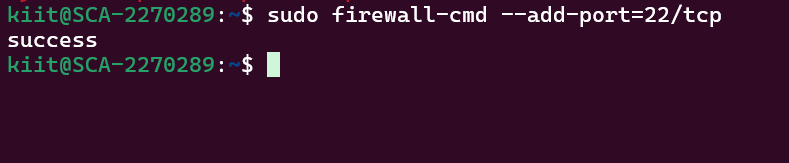 kiit@SCA-2270289:~$ sudo firewall-cmd --add-port=22/tcp
success
kiit@SCA-2270289:~$